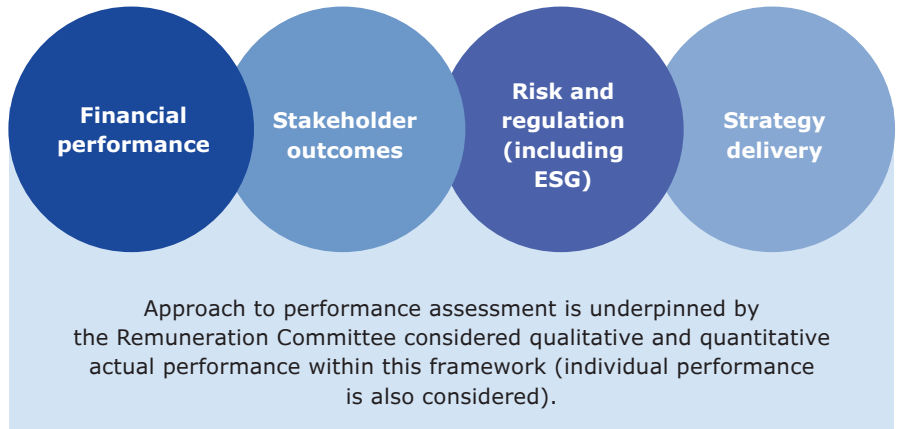 Financial
performance
Stakeholder
outcomes
Risk and
regulation
(including
ESG)
Strategy
delivery
Approach to performance assessment is underpinned by
the Remuneration Committee considered qualitative and quantitative
actual performance within this framework (individual performance
is also considered).